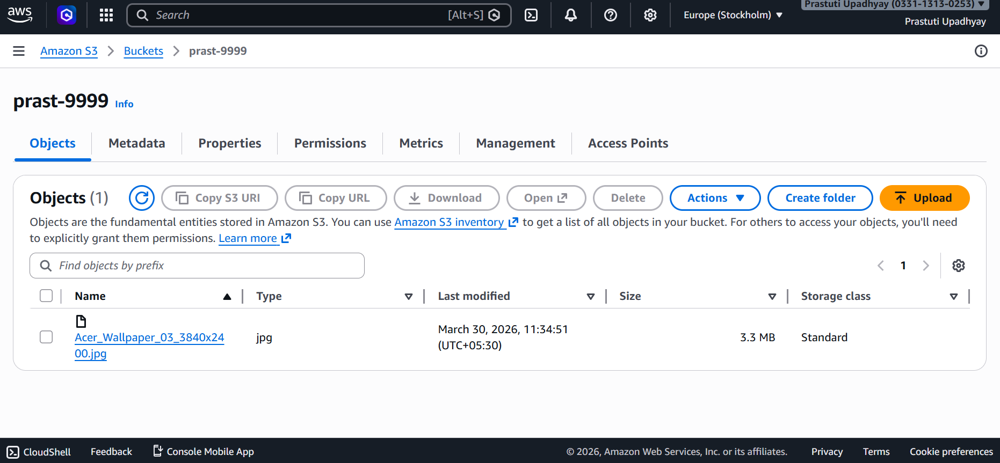 aws
Search [Alt+S]
Europe (Stockholm)
Prastuti Upadhyay (0331-1313-0253)
Prastuti Upadhyay
Amazon S3 Buckets prast-9999
prast-9999 Info
Objects Metadata Properties Permissions Metrics Management Access Points
Objects (1) Copy S3 URI Copy URL Download Open Delete Actions Create folder Upload
Objects are the fundamental entities stored in Amazon S3. You can use Amazon S3 inventory to get a list of all objects in your bucket. For others to access your objects, you'll need
to explicitly grant them permissions. Learn more
Find objects by prefix
1
Name Type Last modified Size Storage class
Acer_Wallpaper_03_3840x24
00.jpg
jpg
March 30, 2026, 11:34:51
(UTC+05:30)
3.3 MB
Standard
CloudShell Feedback Console Mobile App © 2026, Amazon Web Services, Inc. or its affiliates. Privacy Terms Cookie preferences